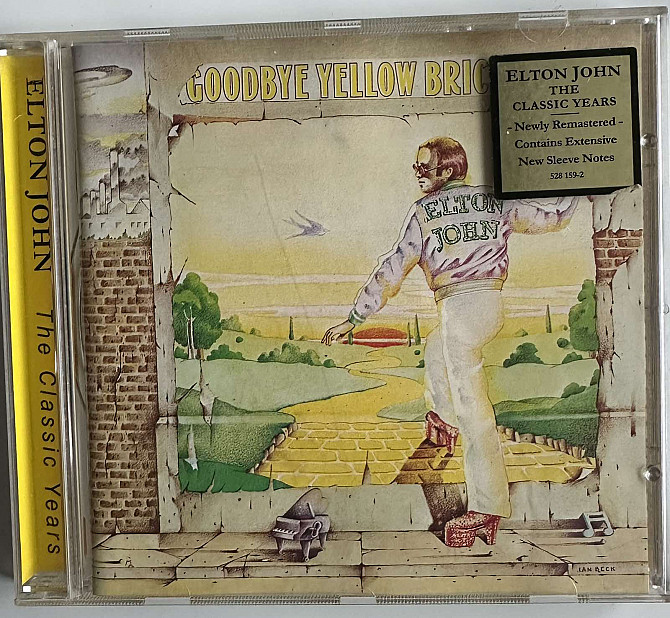 ELTON JOHN The Classic Years
GOODBYE YELLOW BRIC
ELTON JOHN
THE
CLASSIC YEARS
- Newly Remastered -
Contains Extensive
New Sleeve Notes
528 159-2
ELTON
JOHN
IAN BECK